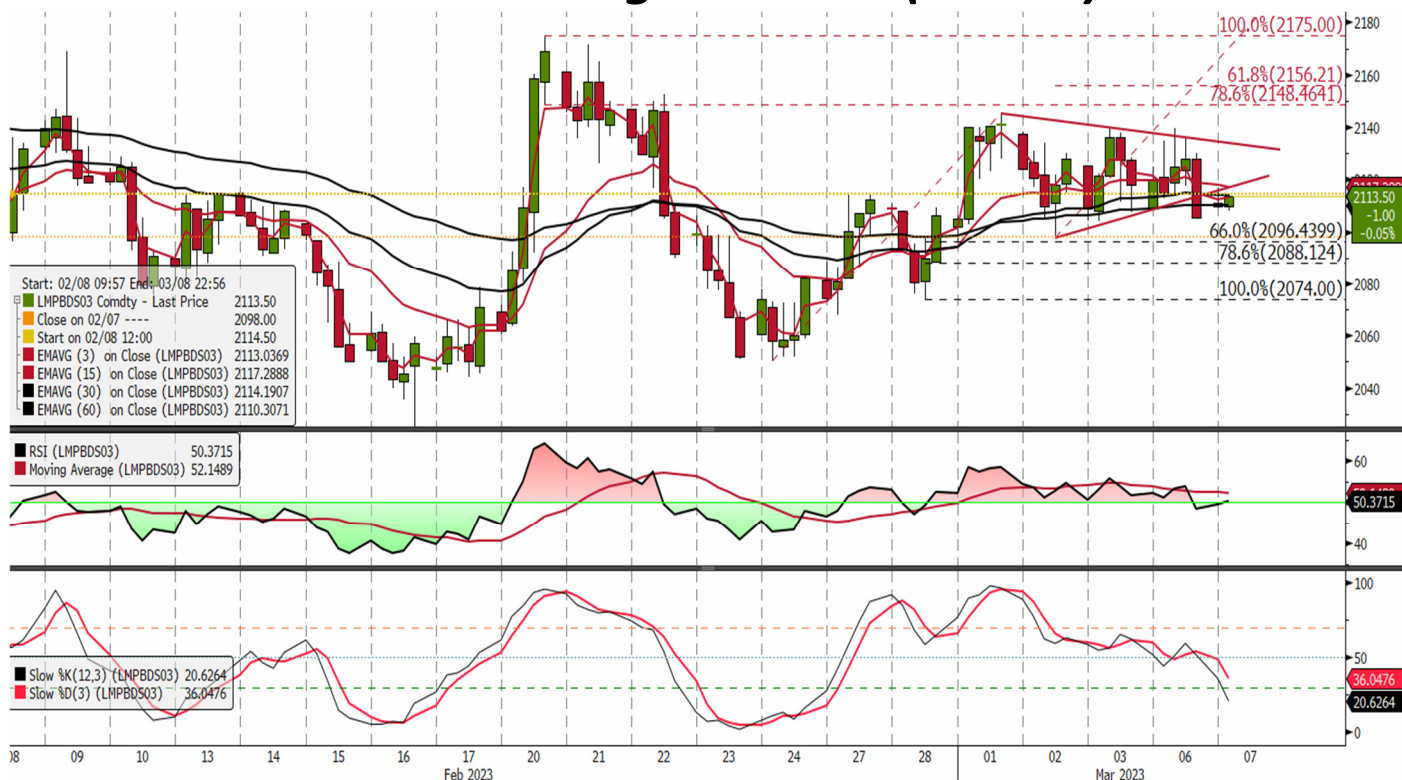 2180
100.0%(2175.00)
2160
61.8%(2156.21)
78.6%(2148.4641)
2140
2113.50
-1.00
-0.05%
66.0%(2096.4399)
78.6%(2088.124)
2080
100.0%(2074.00)
2060
2040
Start: 02/08 09:57 End: 03/08 22:56
LMPBDS03 Comdty - Last Price 2113.50
Close on 02/07 ---- 2098.00
Start on 02/08 12:00 2114.50
EMAVG (3) on Close (LMPBDS03) 2113.0369
EMAVG (15) on Close (LMPBDS03) 2117.2888
EMAVG (30) on Close (LMPBDS03) 2114.1907
EMAVG (60) on Close (LMPBDS03) 2110.3071
RSI (LMPBDS03) 50.3715
Moving Average (LMPBDS03) 52.1489
60
50.3715
40
100
50
Slow %K(12,3) (LMPBDS03) 20.6264
Slow %D(3) (LMPBDS03) 36.0476
36.0476
20.6264
0
08 09 10 13 14 15 16 17 20 21 22 23 24 27 28 01 02 03 06 07
Feb 2023 Mar 2023